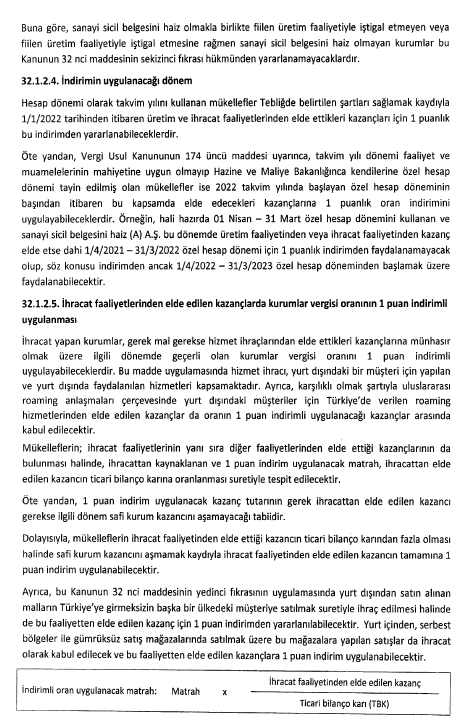 Buna göre, sanayi sicil belgesini haiz olmakla birlikte fiilen üretim faaliyetiyle iştigal etmeyen veya
fiilen üretim faaliyetiyle iştigal etmesine rağmen sanayi sicil belgesini haiz olmayan kurumlar bu
Kanunun 32 nci maddesinin sekizinci fıkrası hükmünden yararlanamayacaklardır.
32.1.2.4. İndirimin uygulanacağı dönem
Hesap dönemi olarak takvim yılını kullanan mükellefler Tebliğde belirtilen şartları sağlamak kaydıyla
1/1/2022 tarihinden itibaren üretim ve ihracat faaliyetlerinden elde ettikleri kazançları için 1 puanlık
bu indirimden yararlanabileceklerdir.
Öte yandan, Vergi Usul Kanununun 174 üncü maddesi uyarınca, takvim yılı dönemi faaliyet ve
muamelelerinin mahiyetine uygun olmayıp Hazine ve Maliye Bakanlığınca kendilerine özel hesap
dönemi tayin edilmiş olan mükellefler ise 2022 takvim yılında başlayan özel hesap döneminin
başından itibaren bu kapsamda elde edecekleri kazançlarına 1 puanlık oran indirimini
uygulayabileceklerdir. Örneğin, hali hazırda 01 Nisan – 31 Mart özel hesap dönemini kullanan ve
sanayi sicil belgesini haiz (A) A.Ş. bu dönemde üretim faaliyetinden veya ihracat faaliyetinden kazanç
elde etse dahi 1/4/2021 – 31/3/2022 özel hesap dönemi için 1 puanlık indirimden faydalanamayacak
olup, söz konusu indirimden ancak 1/4/2022 – 31/3/2023 özel hesap döneminden başlamak üzere
faydalanabilecektir.
32.1.2.5. İhracat faaliyetlerinden elde edilen kazançlarda kurumlar vergisi oranının 1 puan indirimli
uygulanması
İhracat yapan kurumlar, gerek mal gerekse hizmet ihraçlarından elde ettikleri kazançlarına münhasır
olmak üzere ilgili dönemde geçerli olan kurumlar vergisi oranını 1 puan indirimli
uygulayabileceklerdir. Bu madde uygulamasında hizmet ihracı, yurt dışındaki bir müşteri için yapılan
ve yurt dışında faydalanılan hizmetleri kapsamaktadır. Ayrıca, karşılıklı olmak şartıyla uluslararası
roaming anlaşmaları çerçevesinde yurt dışındaki müşteriler için Türkiye'de verilen roaming
hizmetlerinden elde edilen kazançlar da oranın 1 puan indirimli uygulanacağı kazançlar arasında
kabul edilecektir.
Mükelleflerin; ihracat faaliyetlerinin yanı sıra diğer faaliyetlerinden elde ettiği kazançlarının da
bulunması halinde, ihracattan kaynaklanan ve 1 puan indirim uygulanacak matrah, ihracattan elde
edilen kazancın ticari bilanço karına oranlanması suretiyle tespit edilecektir.
Öte yandan, 1 puan indirim uygulanacak kazanç tutarının gerek ihracattan elde edilen kazancı
gerekse ilgili dönem safi kurum kazancını aşamayacağı tabiidir.
Dolayısıyla, mükelleflerin ihracat faaliyetinden elde ettiği kazancın ticari bilanço karından fazla olması
halinde safi kurum kazancını aşmamak kaydıyla ihracat faaliyetinden elde edilen kazancın tamamına 1
puan indirim uygulanabilecektir.
Ayrıca, bu Kanunun 32 nci maddesinin yedinci fıkrasının uygulamasında yurt dışından satın alınan
malların Türkiye'ye girmeksizin başka bir ülkedeki müşteriye satılmak suretiyle ihraç edilmesi halinde
de bu faaliyetten elde edilen kazanç için 1 puan indirimden yararlanılabilecektir. Yurt içinden, serbest
bölgeler ile gümrüksüz satış mağazalarında satılmak üzere bu mağazalara yapılan satışlar da ihracat
olarak kabul edilecek ve bu faaliyetten elde edilen kazançlara 1 puan indirim uygulanabilecektir.
İhracat faaliyetinden elde edilen kazanç
İndirimli oran uygulanacak matrah: Matrah x
Ticari bilanço karı (TBK)